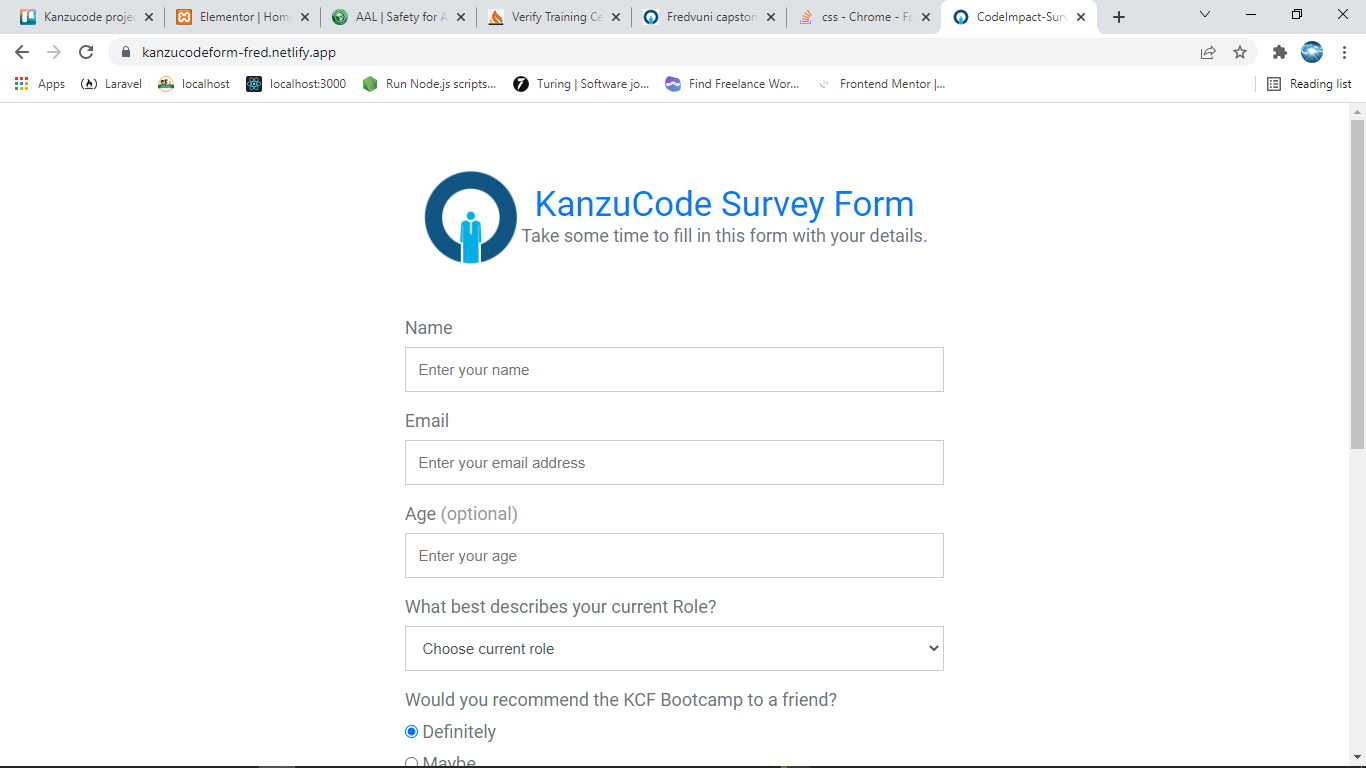 Kanzucode proje
Elementor | Hom
AAL | Safety for A
Verify Training Ce
Fredvuni capston
css - Chrome - Fo
CodeImpact-Surv
kanzucodeform-fred.netlify.app
Apps
Laravel
localhost
localhost:3000
Run Node.js scripts...
Turing | Software jo...
Find Freelance Wor...
Frontend Mentor |...
Reading list
KanzuCode Survey Form
Take some time to fill in this form with your details.
Name
Enter your name
Email
Enter your email address
Age (optional)
Enter your age
What best describes your current Role?
Choose current role
Would you recommend the KCF Bootcamp to a friend?
Definitely
Maybe